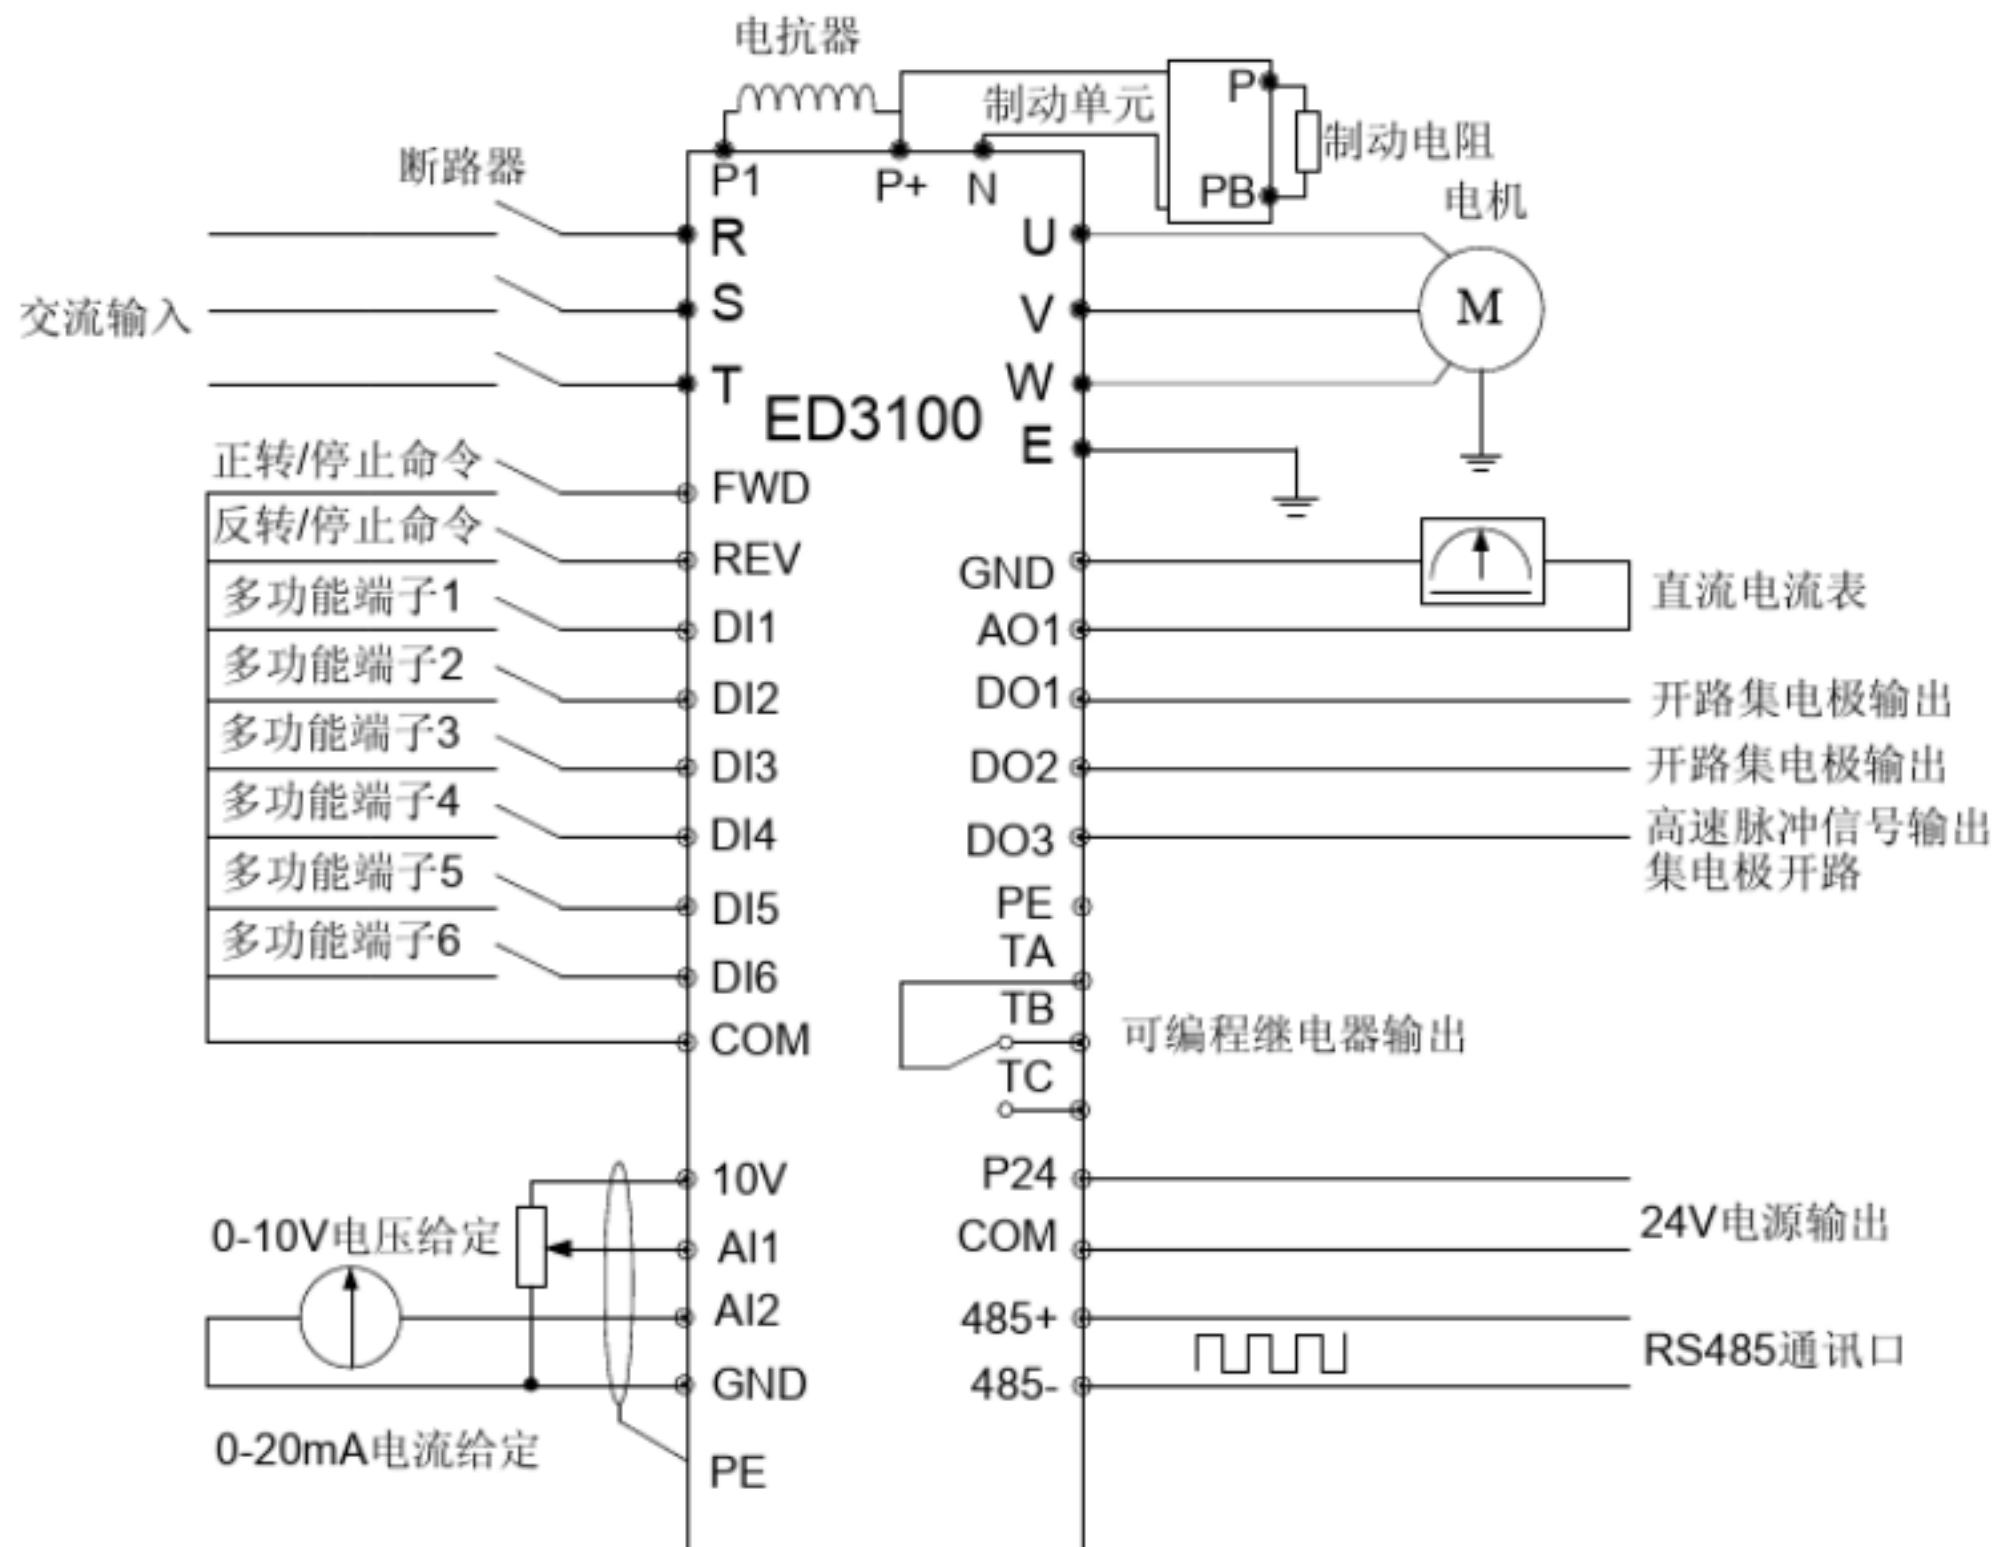 电抗器
制动单元
P
制动电阻
PB
断路器
P1
P+
N
电机
R
U
S
V
M
交流输入
T
W
ED3100
E
正转/停止命令
FWD
反转/停止命令
REV
GND
直流电流表
多功能端子1
DI1
AO1
多功能端子2
DI2
DO1
开路集电极输出
多功能端子3
DI3
DO2
开路集电极输出
多功能端子4
DI4
DO3
高速脉冲信号输出
集电极开路
多功能端子5
DI5
PE
多功能端子6
DI6
TA
TB
COM
可编程继电器输出
TC
10V
P24
0-10V电压给定
AI1
COM
24V电源输出
AI2
485+
RS485通讯口
GND
485-
0-20mA电流给定
PE